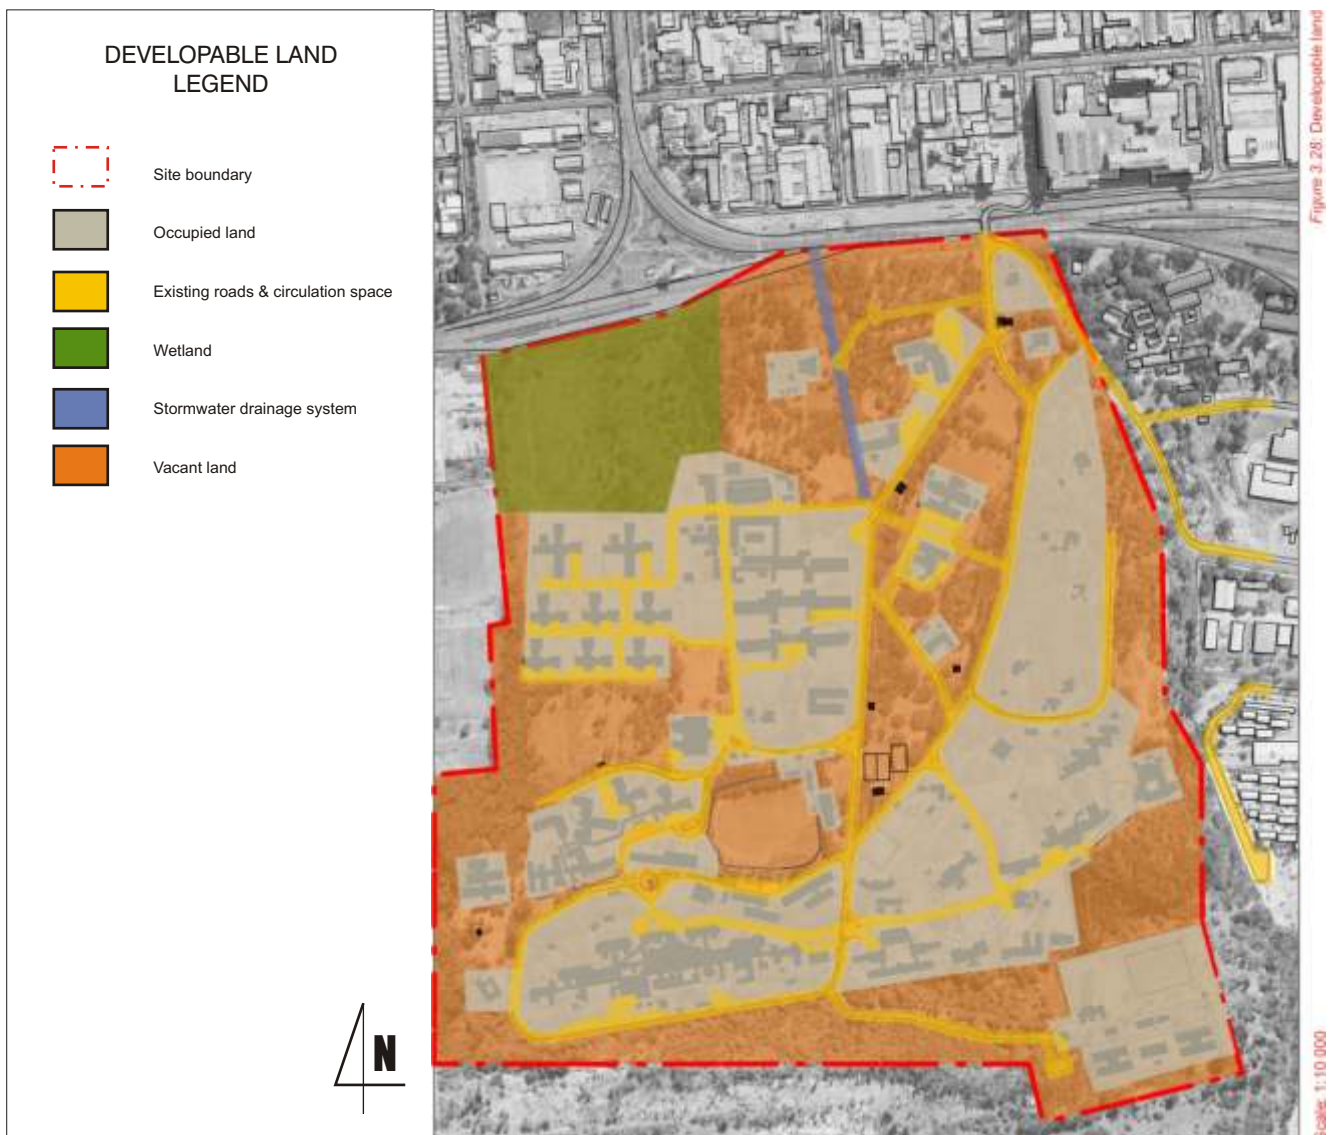 DEVELOPABLE LAND
LEGEND
Site boundary
Occupied land
Existing roads & circulation space
Wetland
Stormwater drainage system
Vacant land
N
Figure 3.28: Developable land
Scale: 1:10 000